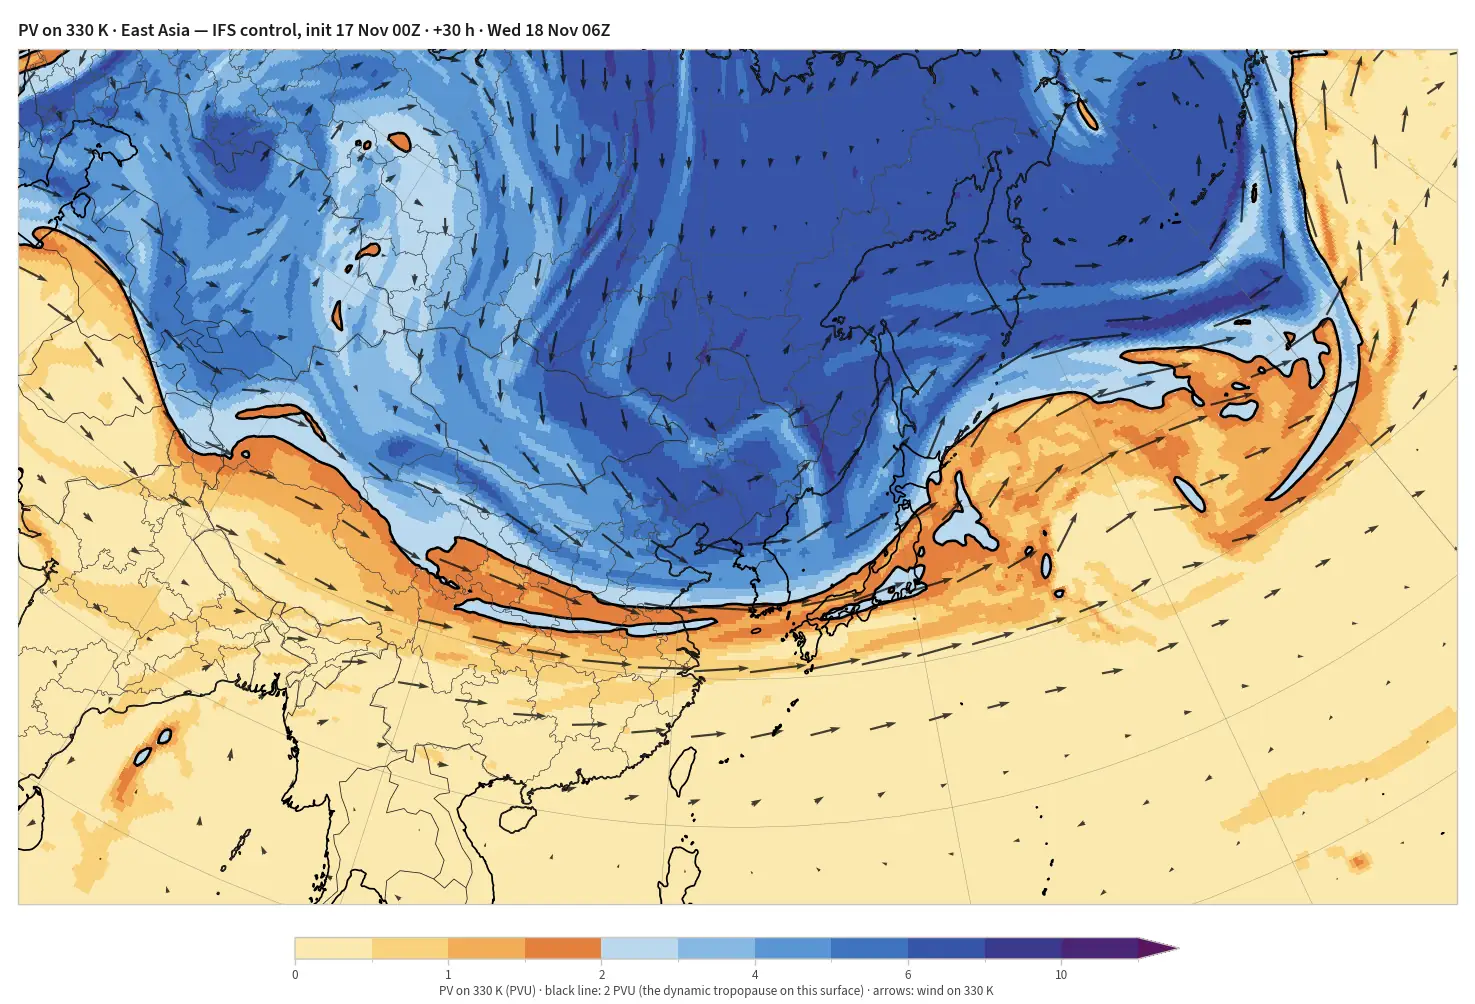 PV on 330 K · East Asia — IFS control, init 17 Nov 00Z · +30 h · Wed 18 Nov 06Z
0 1 2 4 6 10
PV on 330 K (PVU) · black line: 2 PVU (the dynamic tropopause on this surface) · arrows: wind on 330 K